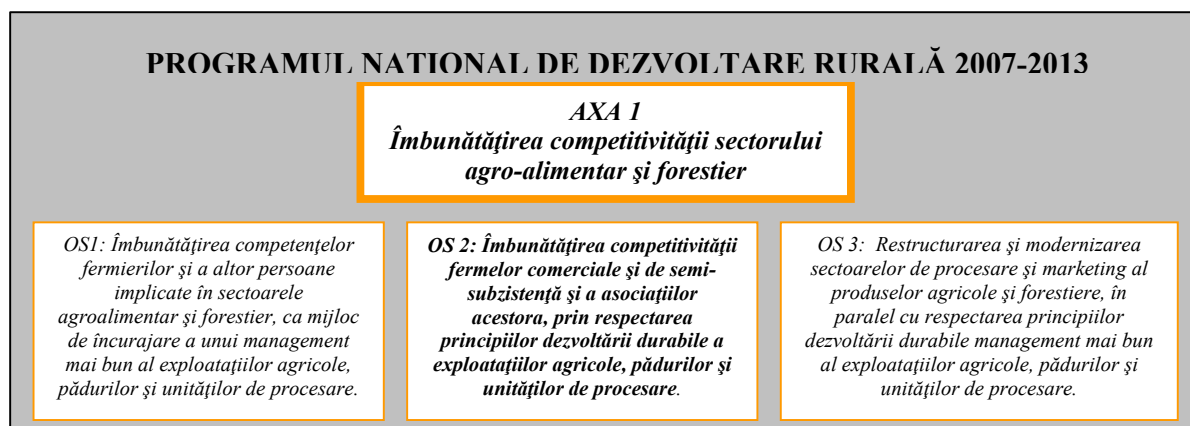 PROGRAMUL NAŢIONAL DE DEZVOLTARE RURALĂ 2007-2013
AXA 1
Îmbunătăţirea competitivităţii sectorului
agro-alimentar şi forestier
OS1: Îmbunătăţirea competenţelor
fermierilor şi a altor persoane
implicate în sectoarele
agroalimentar şi forestier, ca mijloc
de încurajare a unui management
mai bun al exploataţiilor agricole,
pădurilor şi unităţilor de procesare.
OS 2: Îmbunătăţirea competitivităţii
fermelor comerciale şi de semi-
subzistenţă şi a asociaţiilor
acestora, prin respectarea
principiilor dezvoltării durabile a
exploataţiilor agricole, pădurilor şi
unităţilor de procesare.
OS 3:  Restructurarea şi modernizarea
sectoarelor de procesare şi marketing al
produselor agricole şi forestiere, în
paralel cu respectarea principiilor
dezvoltării durabile management mai bun
al exploataţiilor agricole, pădurilor şi
unităţilor de procesare.